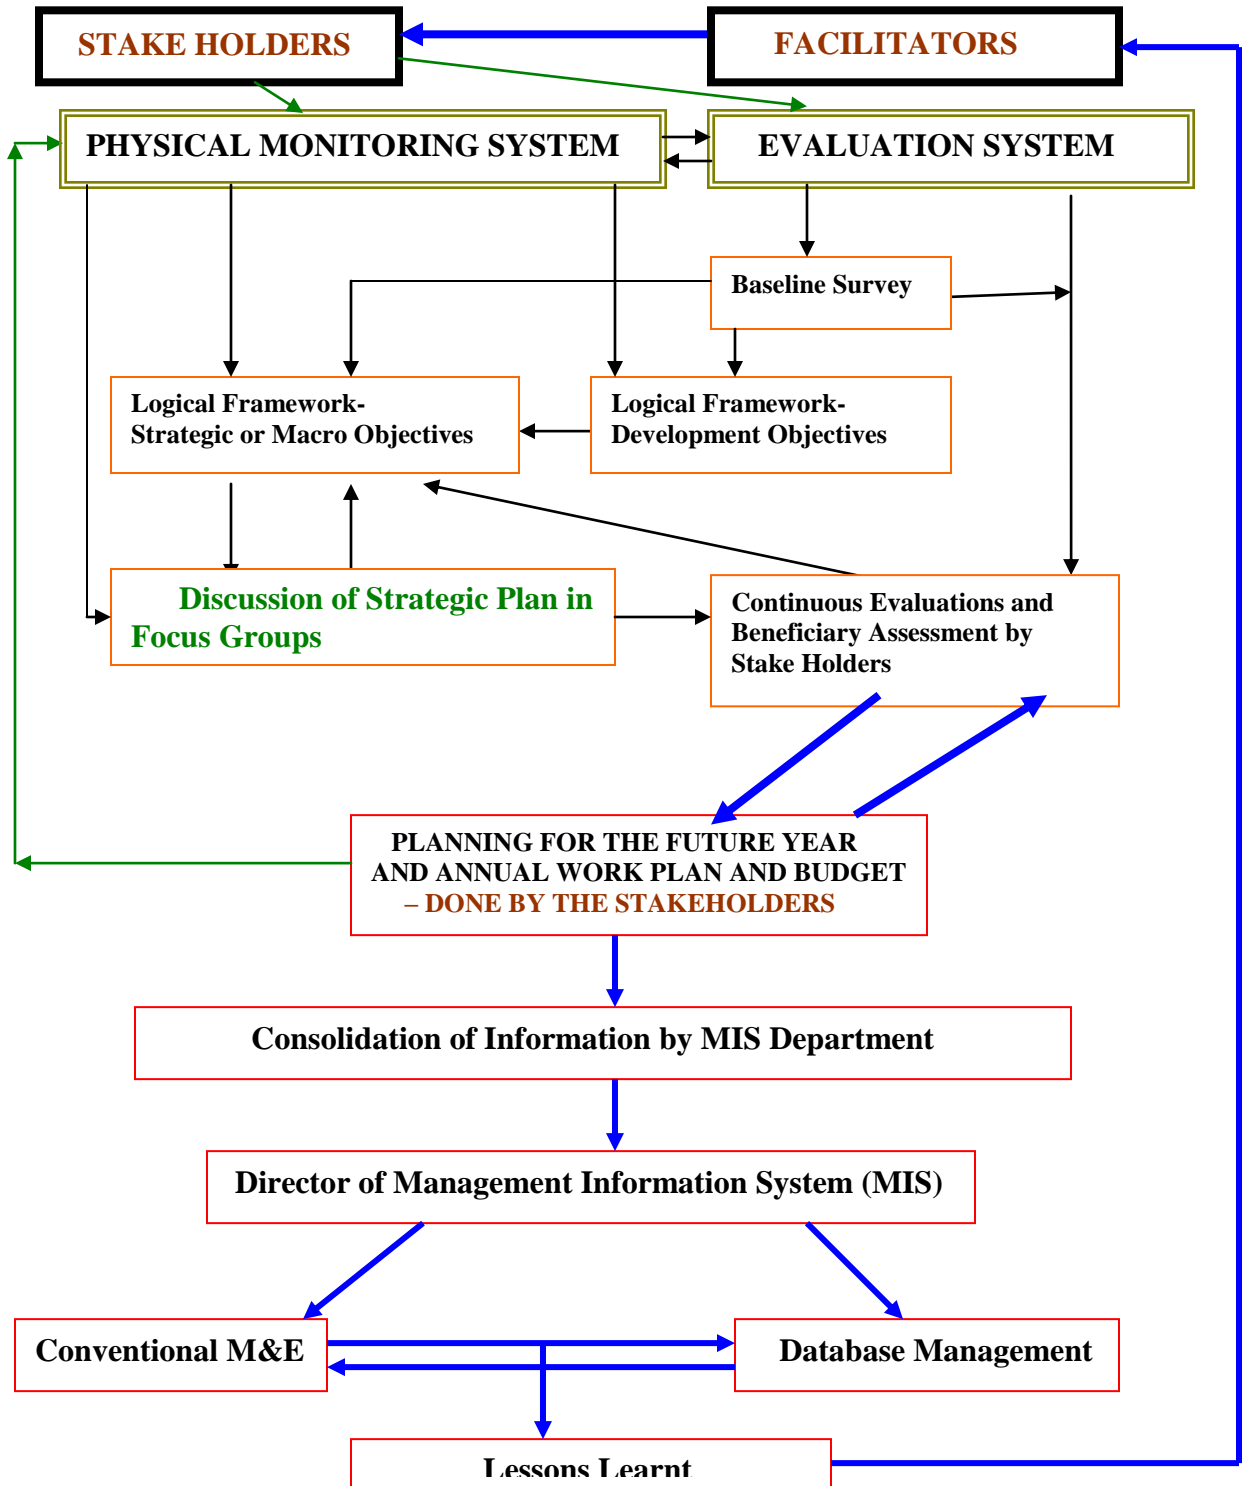 STAKE HOLDERS
FACILITATORS
PHYSICAL MONITORING SYSTEM
EVALUATION SYSTEM
Baseline Survey
Logical Framework-
Strategic or Macro Objectives
Logical Framework-
Development Objectives
Discussion of Strategic Plan in
Focus Groups
Continuous Evaluations and
Beneficiary Assessment by
Stake Holders
PLANNING FOR THE FUTURE YEAR
AND ANNUAL WORK PLAN AND BUDGET
– DONE BY THE STAKEHOLDERS
Consolidation of Information by MIS Department
Director of Management Information System (MIS)
Conventional M&E
Database Management
Lessons Learnt